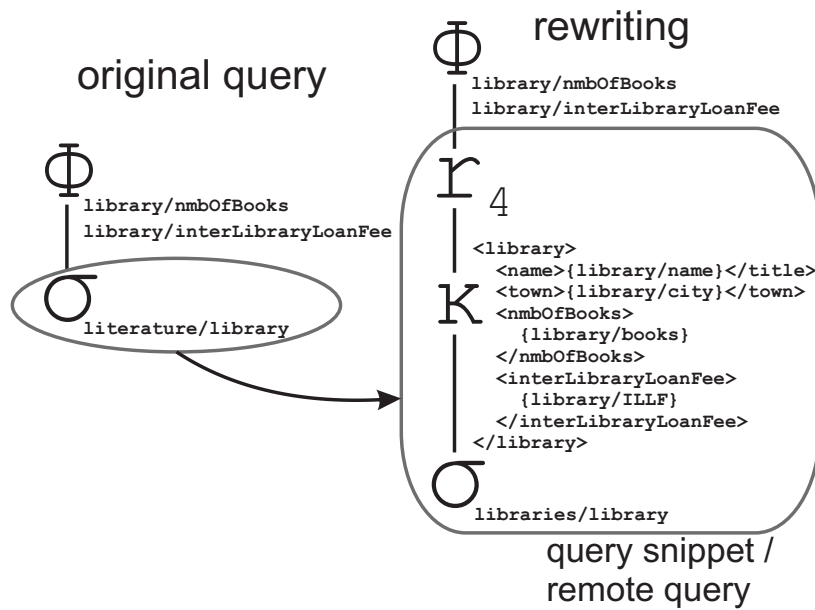 original query
Φ
library/nmbOfBooks
library/interLibraryLoanFee
σ
literature/library
rewriting
Φ
library/nmbOfBooks
library/interLibraryLoanFee
r 4
κ
<library>
<name>{library/name}</title>
<town>{library/city}</town>
<nmbOfBooks>
{library/books}
</nmbOfBooks>
<interLibraryLoanFee>
{library/ILLF}
</interLibraryLoanFee>
</library>
σ
libraries/library
query snippet /
remote query